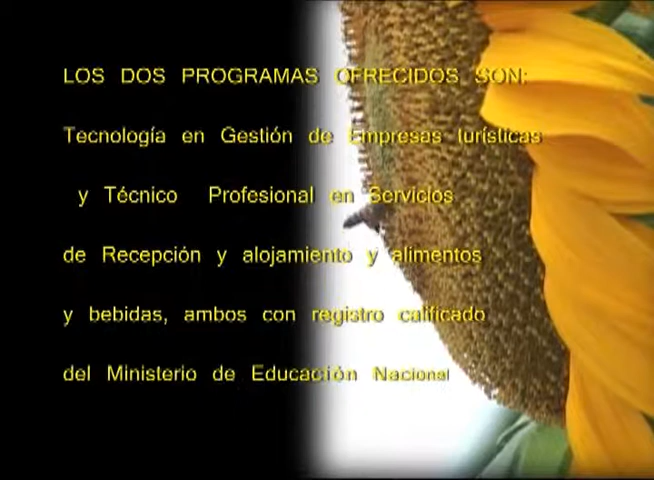 LOS DOS PROGRAMAS OFRECIDOS SON:
Tecnología en Gestión de Empresas turísticas
y Técnico Profesional en Servicios
de Recepción y alojamiento y alimentos
y bebidas, ambos con registro calificado
del Ministerio de Educación Nacional